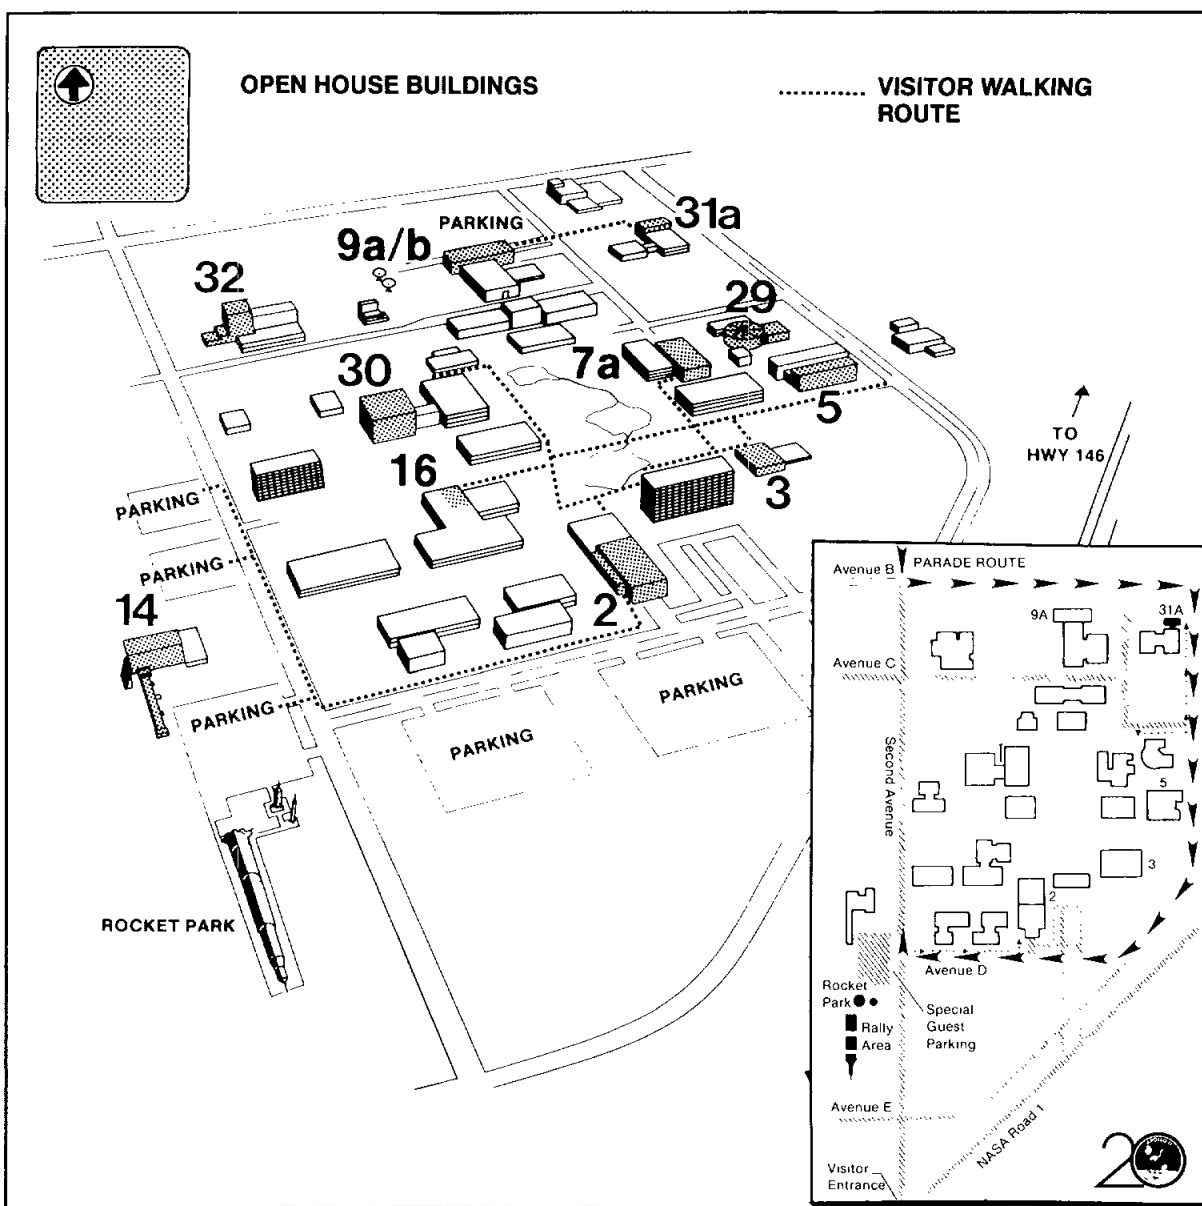 OPEN HOUSE BUILDINGS
VISITOR WALKING
ROUTE
PARKING
31a
9a/b
32
29
7a
30
5
TO
HWY 146
16
3
PARKING
PARKING
14
2
PARKING
PARKING
PARKING
ROCKET PARK
Avenue B
PARADE ROUTE
9A
31A
Avenue C
Second Avenue
5
3
2
Avenue D
Rocket
Park
Special
Guest
Parking
Rally
Area
Avenue E
NASA Road 1
Visitor
Entrance
20